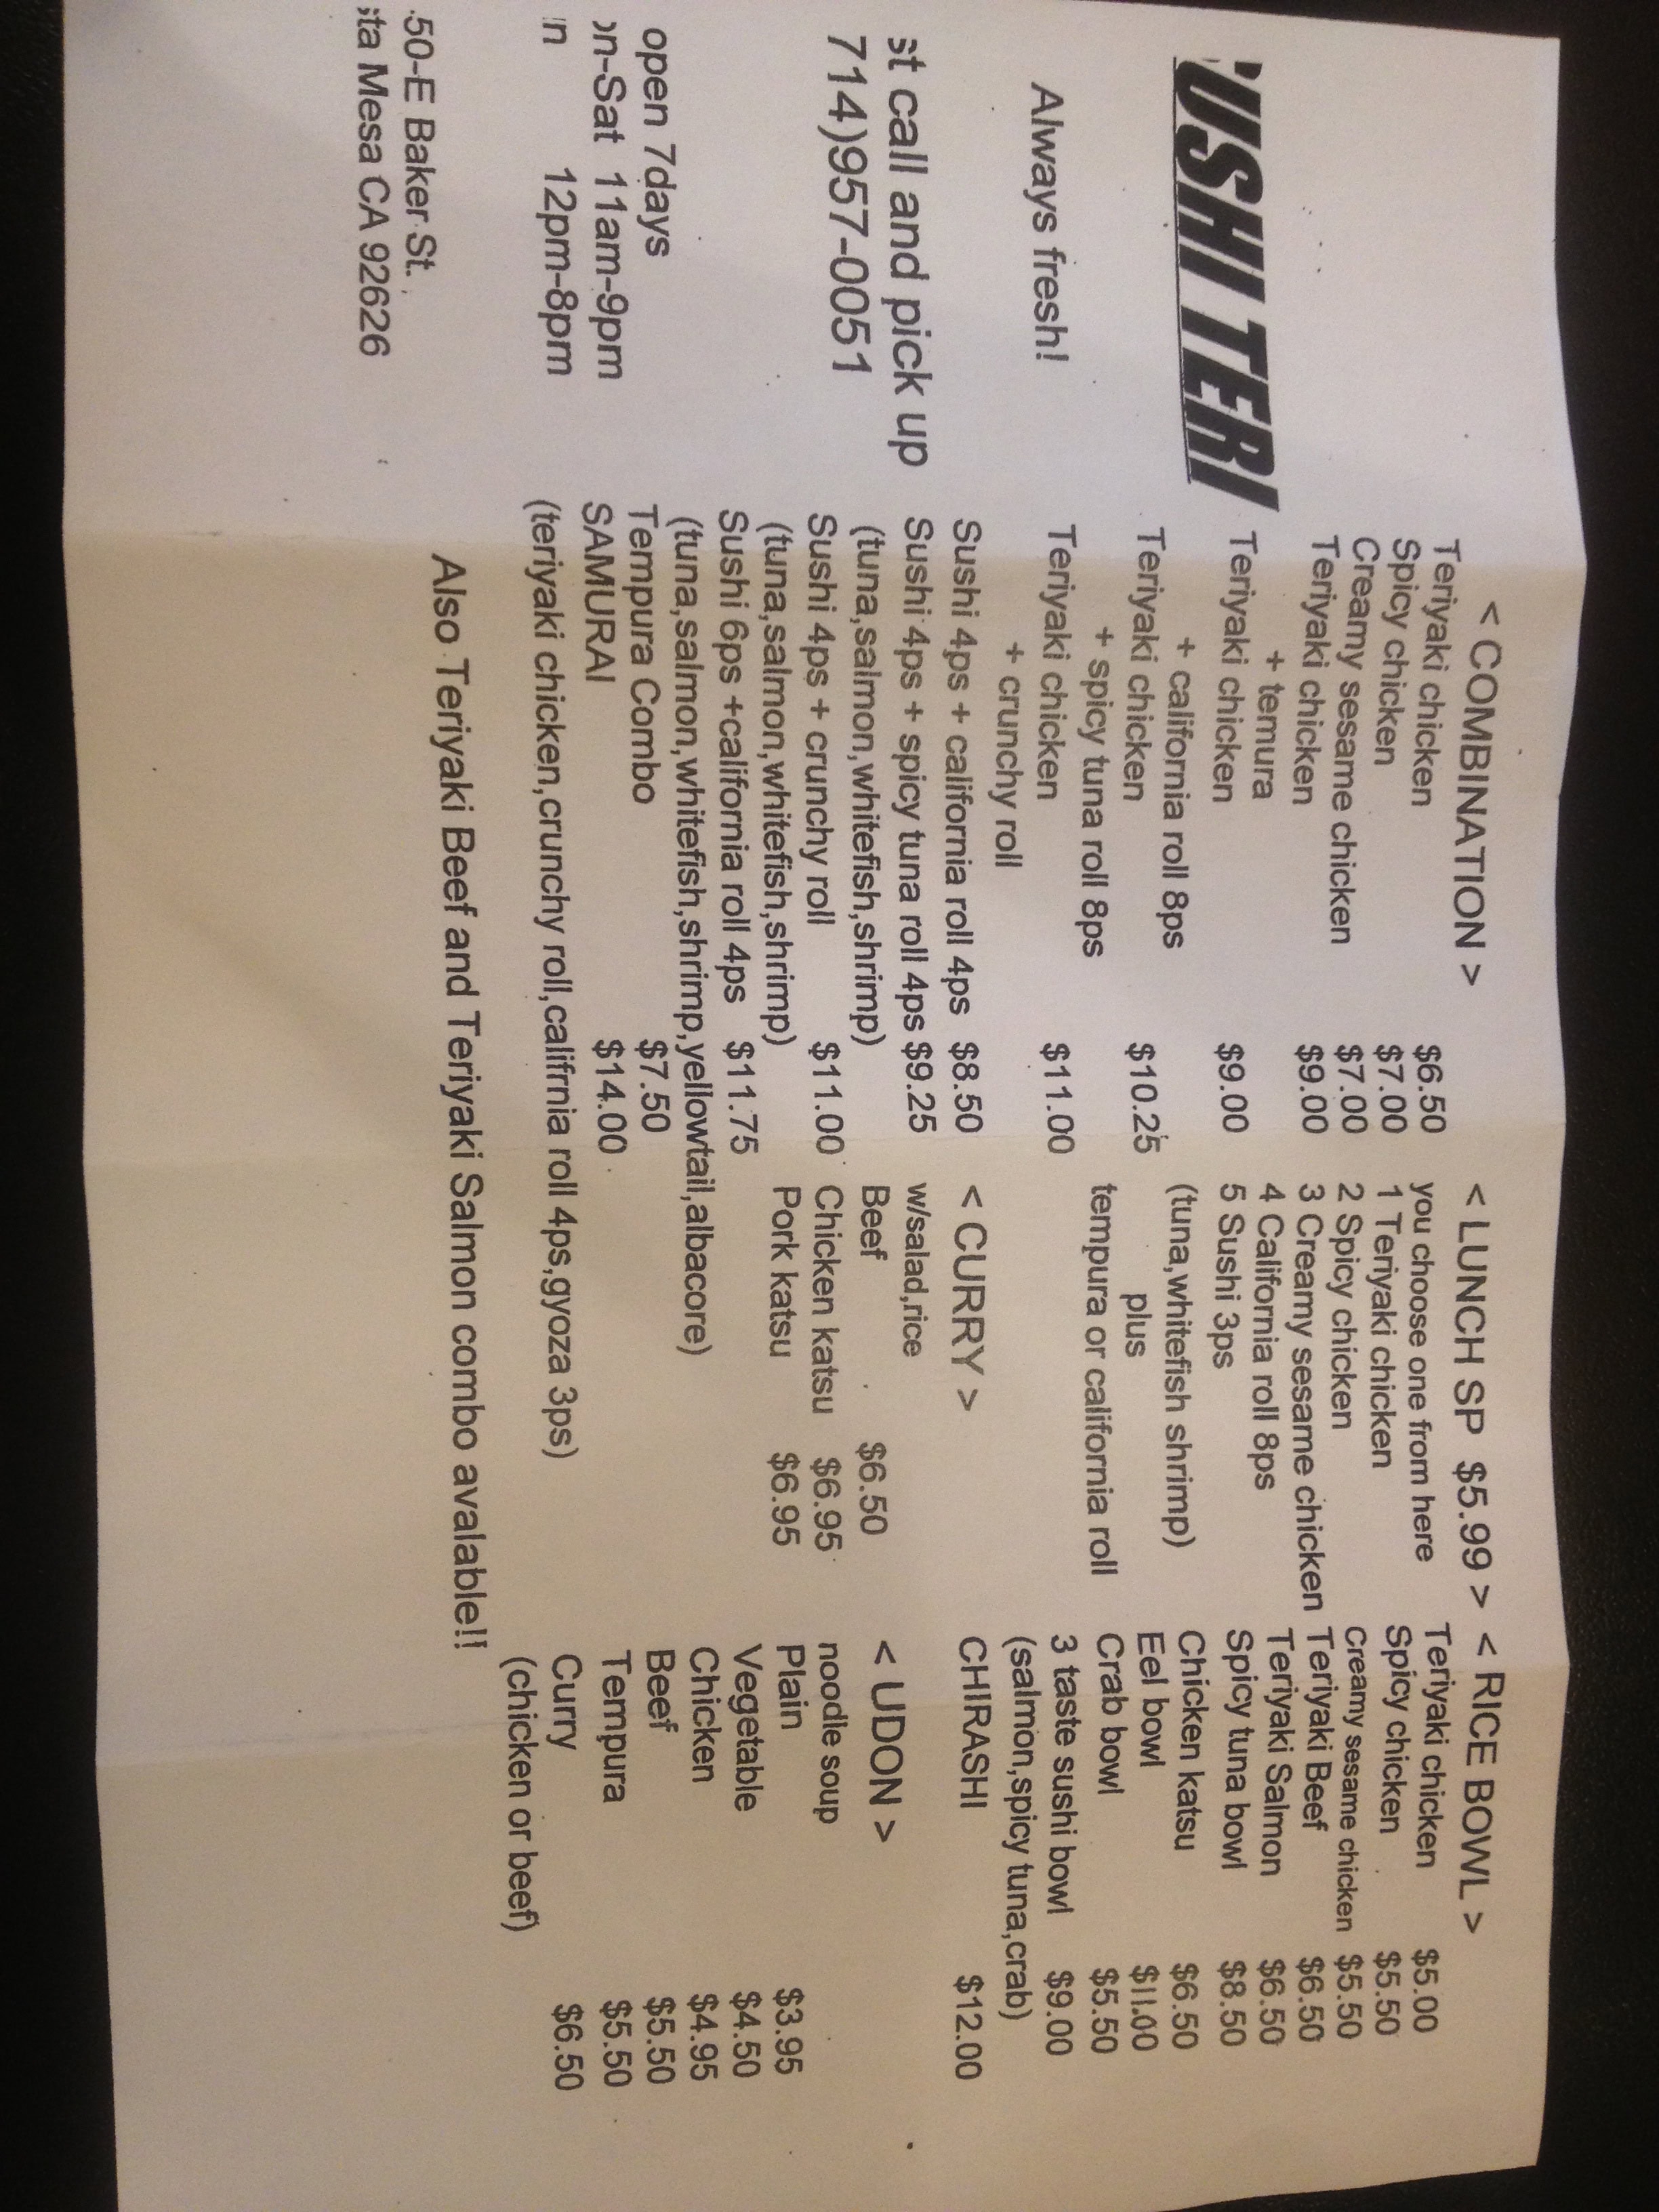 USHI TERI
Always fresh!
st call and pick up
714)957-0051
open 7days
on-Sat 11am-9pm
in 12pm-8pm
50-E Baker St.
sta Mesa CA 92626
< COMBINATION >
Teriyaki chicken $6.50
Spicy chicken $7.00
Creamy sesame chicken $7.00
Teriyaki chicken $9.00
+ temura
Teriyaki chicken $9.00
+ california roll 8ps
Teriyaki chicken $10.25
+ spicy tuna roll 8ps
Teriyaki chicken $11.00
+ crunchy roll
Sushi 4ps + california roll 4ps $8.50
Sushi 4ps + spicy tuna roll 4ps $9.25
(tuna,salmon,whitefish,shrimp)
Sushi 4ps + crunchy roll $11.00
(tuna,salmon,whitefish,shrimp)
Sushi 6ps +california roll 4ps $11.75
(tuna,salmon,whitefish,shrimp,yellowtail,albacore)
Tempura Combo $7.50
SAMURAI $14.00
(teriyaki chicken,crunchy roll,califrnia roll 4ps,gyoza 3ps)
Also Teriyaki Beef and Teriyaki Salmon combo avalable!!
< LUNCH SP $5.99 >
you choose one from here
1 Teriyaki chicken
2 Spicy chicken
3 Creamy sesame chicken
4 California roll 8ps
5 Sushi 3ps
(tuna,whitefish shrimp)
plus
tempura or california roll
< CURRY >
w/salad,rice
Beef $6.50
Chicken katsu $6.95
Pork katsu $6.95
< RICE BOWL >
Teriyaki chicken $5.00
Spicy chicken $5.50
Creamy sesame chicken $5.50
Teriyaki Beef $6.50
Teriyaki Salmon $6.50
Spicy tuna bowl $8.50
Chicken katsu $6.50
Eel bowl $11.00
Crab bowl $5.50
3 taste sushi bowl $9.00
(salmon,spicy tuna,crab)
CHIRASHI $12.00
< UDON >
noodle soup
Plain $3.95
Vegetable $4.50
Chicken $4.95
Beef $5.50
Tempura $5.50
Curry $6.50
(chicken or beef)